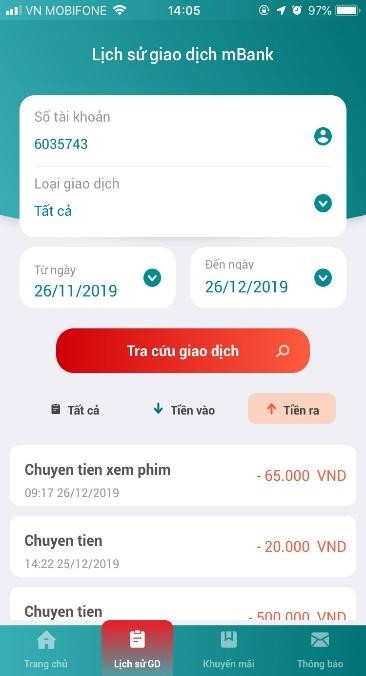 VN MOBIFONE 14:05 97%
Lịch sử giao dịch mBank
Số tài khoản
6035743
Loại giao dịch
Tất cả
Từ ngày
26/11/2019
Đến ngày
26/12/2019
Tra cứu giao dịch
Tất cả
Tiền vào
Tiền ra
Chuyen tien xem phim
- 65.000 VND
09:17 26/12/2019
Chuyen tien
- 20.000 VND
14:22 25/12/2019
Chuyen tien
- 500.000 VND
Trang chủ
Lịch sử GD
Khuyến mãi
Thông báo